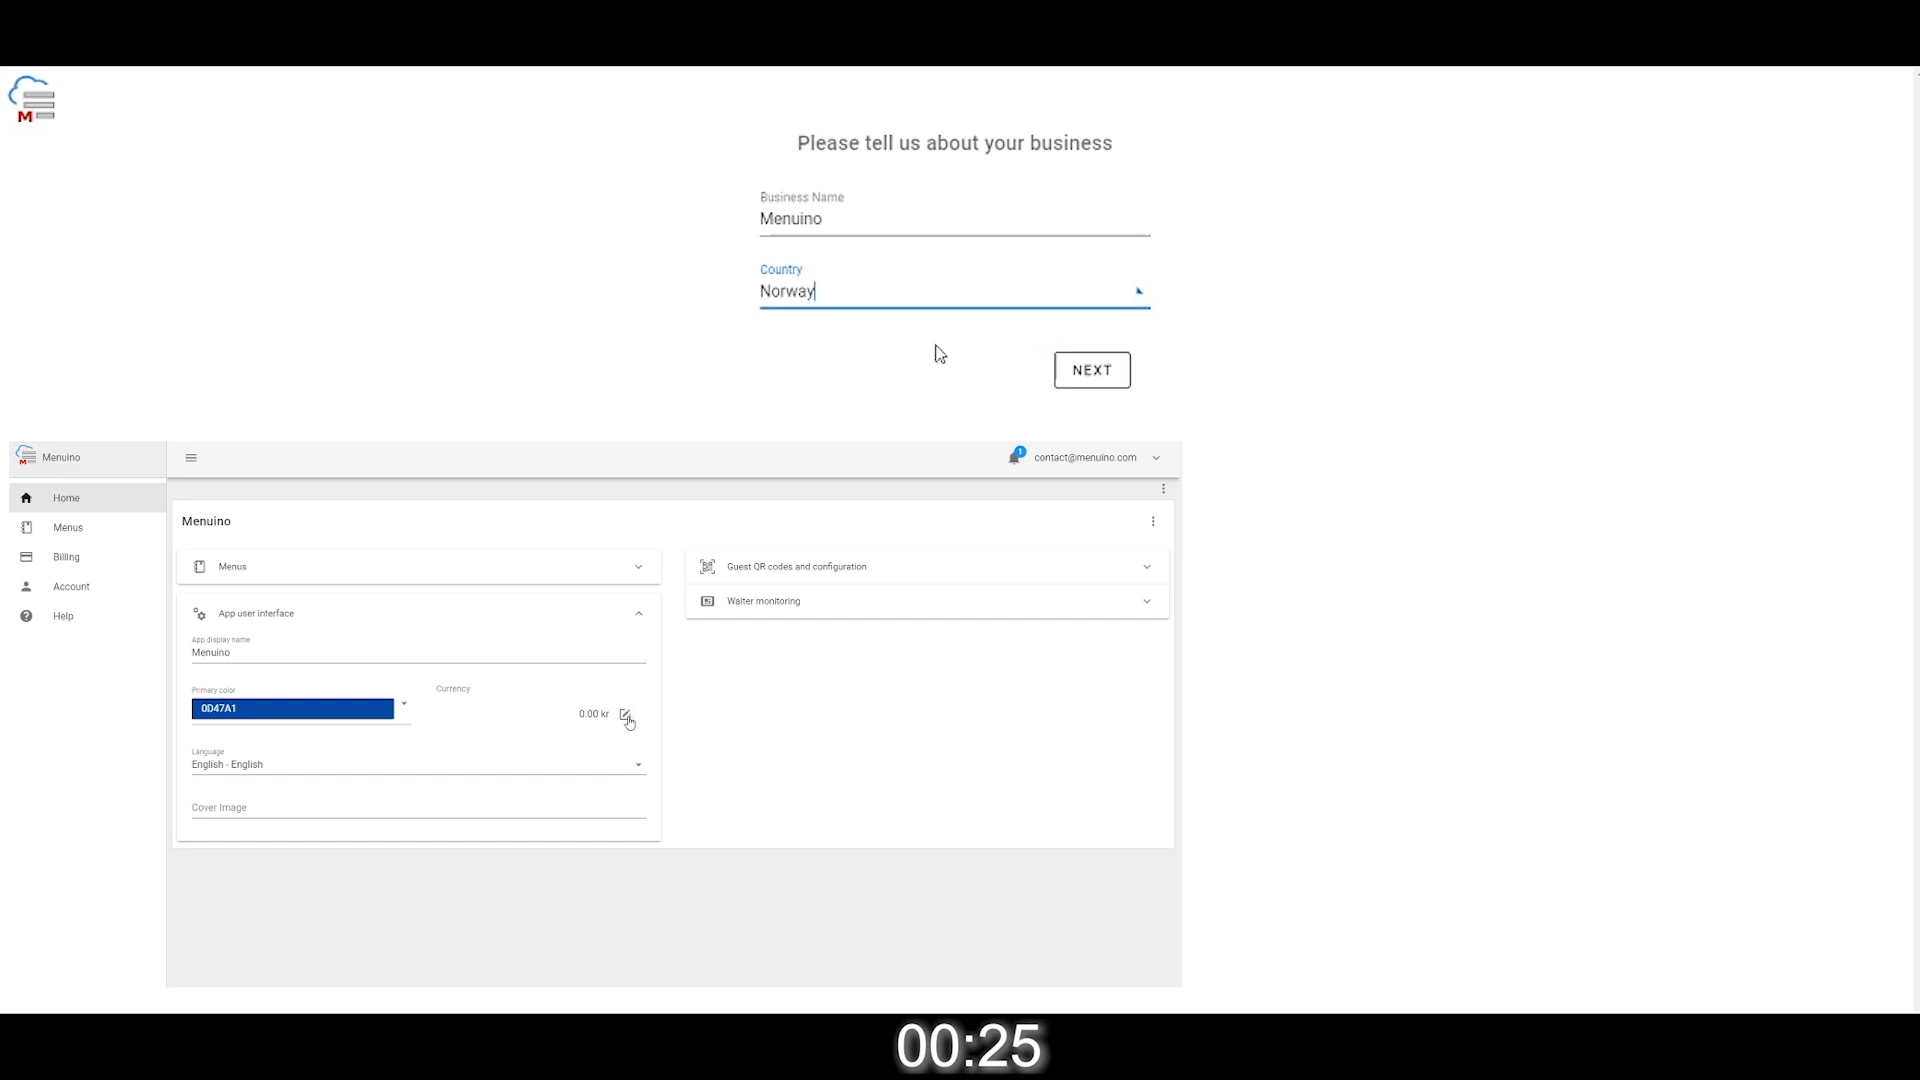 M
Please tell us about your business
Business Name
Menuino
Country
Norway
NEXT
M
Menuino
1
contact@menuino.com
Home
Menus
Billing
Account
Help
Menuino
Menus
App user interface
App display name
Menuino
Primary color
0D47A1
Currency
0.00 kr
Language
English - English
Cover Image
Guest QR codes and configuration
Waiter monitoring
00:25